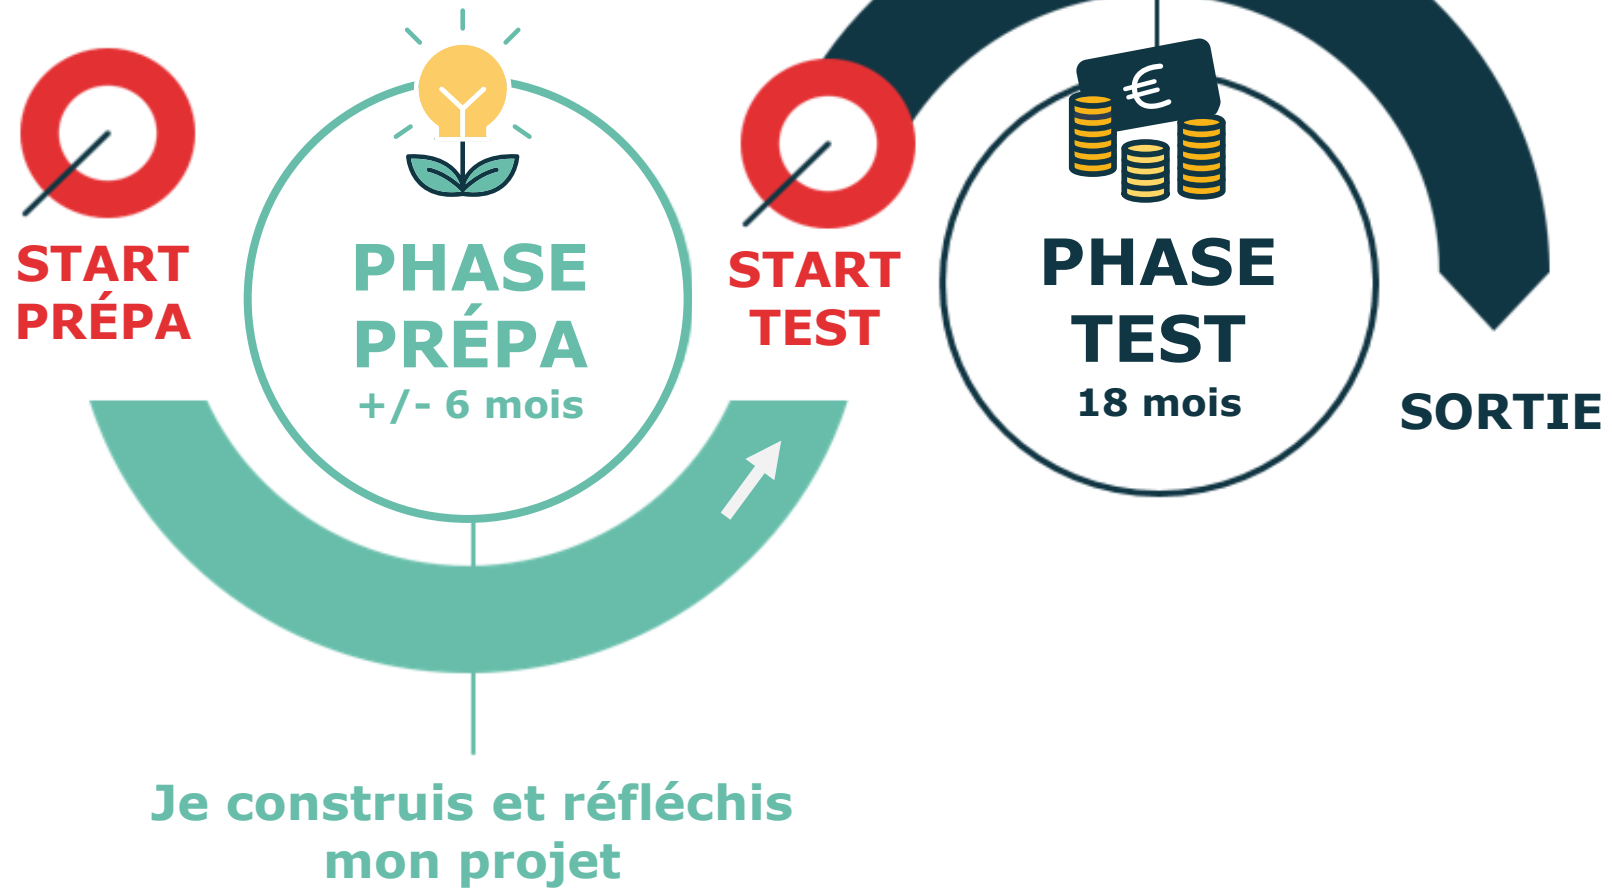 START
PRÉPA
PHASE
PRÉPA
+/- 6 mois
START
TEST
€
PHASE
TEST
18 mois
SORTIE
Je construis et réfléchis
mon projet